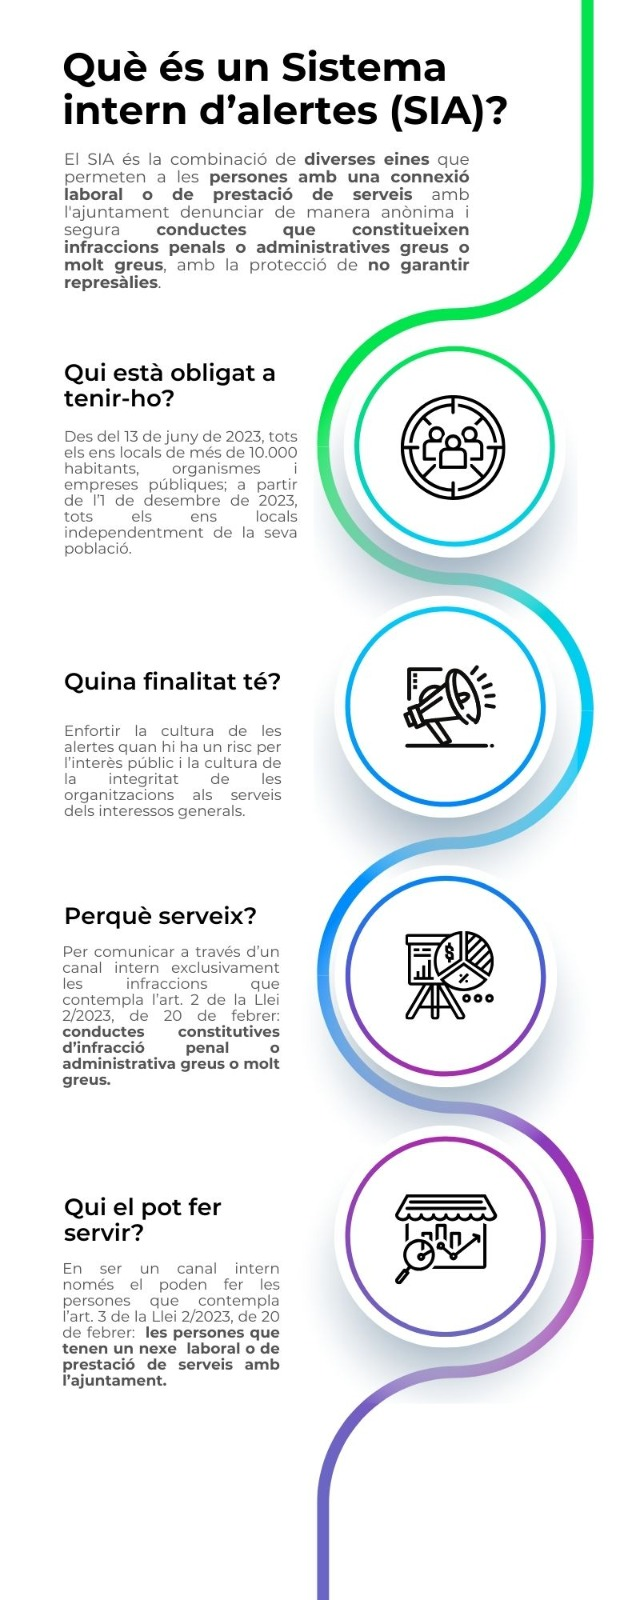 Què és un Sistema
intern d’alertes (SIA)?
El SIA és la combinació de diverses eines que
permeten a les persones amb una connexió
laboral o de prestació de serveis amb
l'ajuntament denunciar de manera anònima i
segura conductes que constitueixen
infraccions penals o administratives greus o
molt greus, amb la protecció de no garantir
represàlies.
Qui està obligat a
tenir-ho?
Des del 13 de juny de 2023, tots
els ens locals de més de 10.000
habitants, organismes i
empreses públiques; a partir
de l’1 de desembre de 2023,
tots els ens locals
independentment de la seva
població.
Quina finalitat té?
Enfortir la cultura de les
alertes quan hi ha un risc per
l’interès públic i la cultura de
la integritat de les
organitzacions als serveis
dels interessos generals.
Perquè serveix?
Per comunicar a través d’un
canal intern exclusivament
les infraccions que
contempla l’art. 2 de la Llei
2/2023, de 20 de febrer:
conductes constitutives
d’infracció penal o
administrativa greus o molt
greus.
Qui el pot fer
servir?
En ser un canal intern
només el poden fer les
persones que contempla
l’art. 3 de la Llei 2/2023, de 20
de febrer: les persones que
tenen un nexe laboral o de
prestació de serveis amb
l’ajuntament.